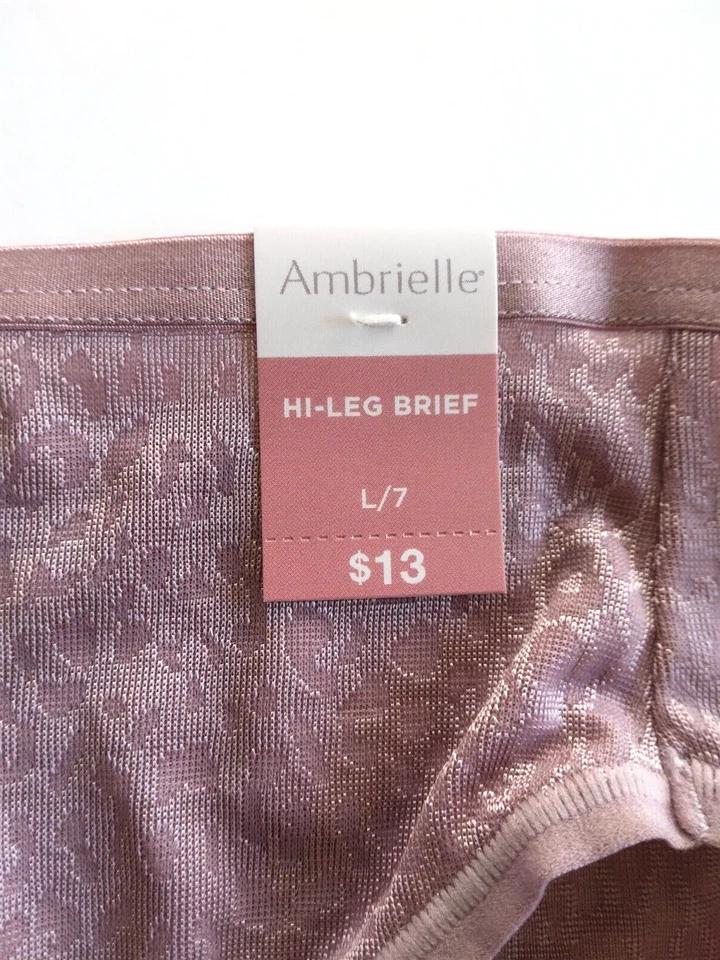 Ambrielle®
HI-LEG BRIEF
L/7
$13